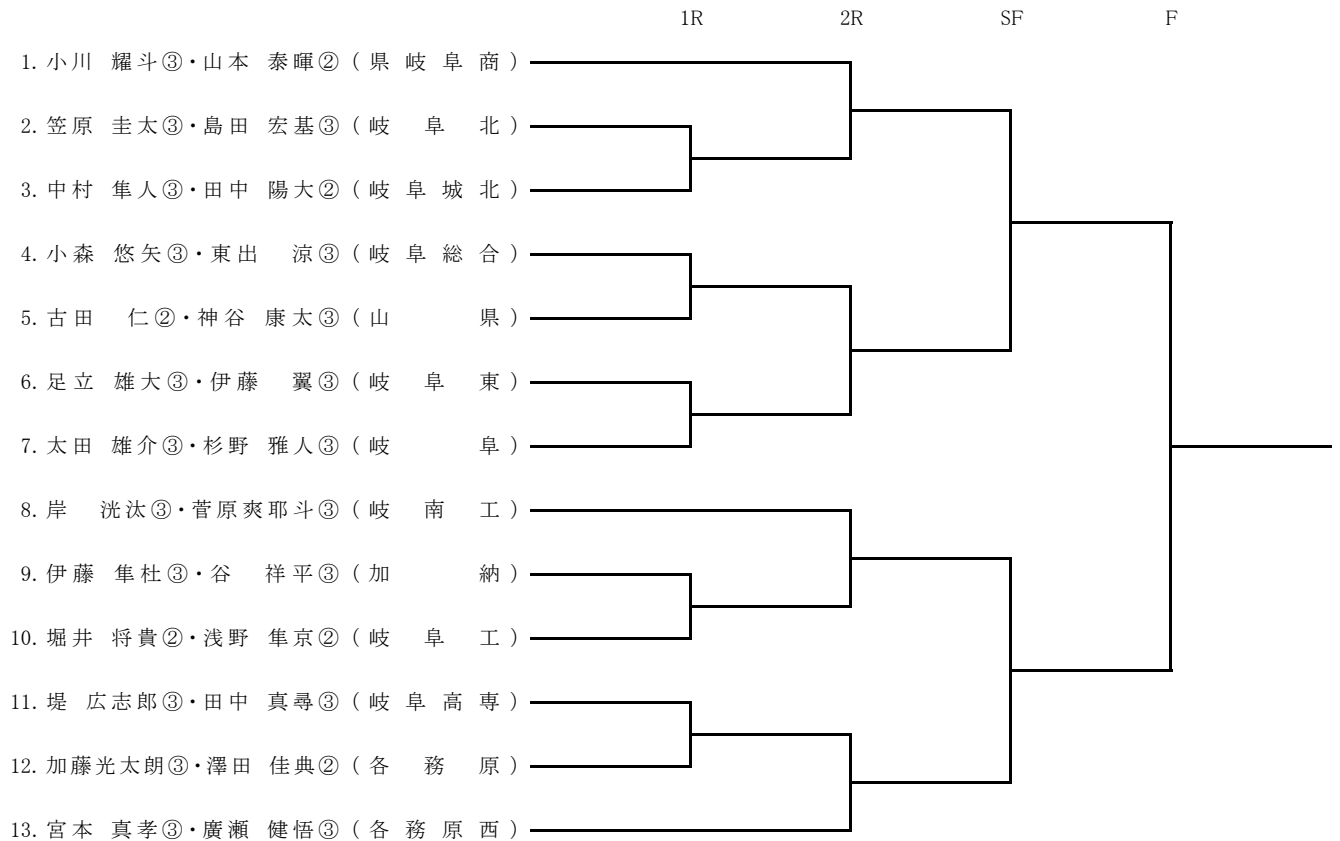 1R 2R SF F
1. 小川 耀斗③・山本 泰暉② (県岐阜商)
2. 笠原 圭太③・島田 宏基③ (岐阜北)
3. 中村 隼人③・田中 陽大② (岐阜城北)
4. 小森 悠矢③・東出 涼③ (岐阜総合)
5. 古田 仁②・神谷 康太③ (山県)
6. 足立 雄大③・伊藤 翼③ (岐阜東)
7. 太田 雄介③・杉野 雅人③ (岐阜)
8. 岸 洸汰③・菅原爽耶斗③ (岐南工)
9. 伊藤 隼杜③・谷 祥平③ (加納)
10. 堀井 将貴②・浅野 隼京② (岐阜工)
11. 堤 広志郎③・田中 真尋③ (岐阜高専)
12. 加藤光太朗③・澤田 佳典② (各務原)
13. 宮本 真孝③・廣瀬 健悟③ (各務原西)